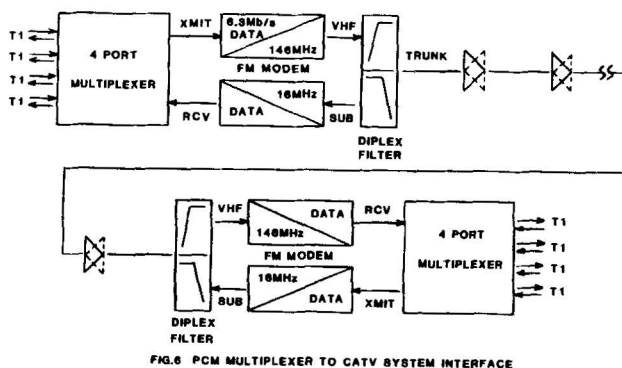 T1
T1
T1
T1
4 PORT
MULTIPLEXER
XMIT
RCV
6.3Mb/s
DATA
146MHz
FM MODEM
16MHz
DATA
VHF
SUB
DIPLEX
FILTER
TRUNK
DIPLEX
FILTER
VHF
SUB
DATA
146MHz
FM MODEM
16MHz
DATA
RCV
XMIT
4 PORT
MULTIPLEXER
T1
T1
T1
T1
FIG.6 PCM MULTIPLEXER TO CATV SYSTEM INTERFACE